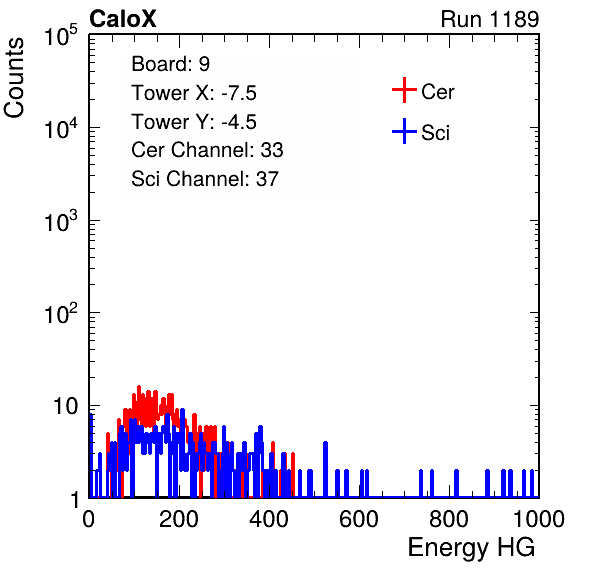 CaloX Run 1189
Counts
10^5
10^4
10^3
10^2
10
1
Board: 9
Tower X: -7.5
Tower Y: -4.5
Cer Channel: 33
Sci Channel: 37
Cer
Sci
0 200 400 600 800 1000
Energy HG